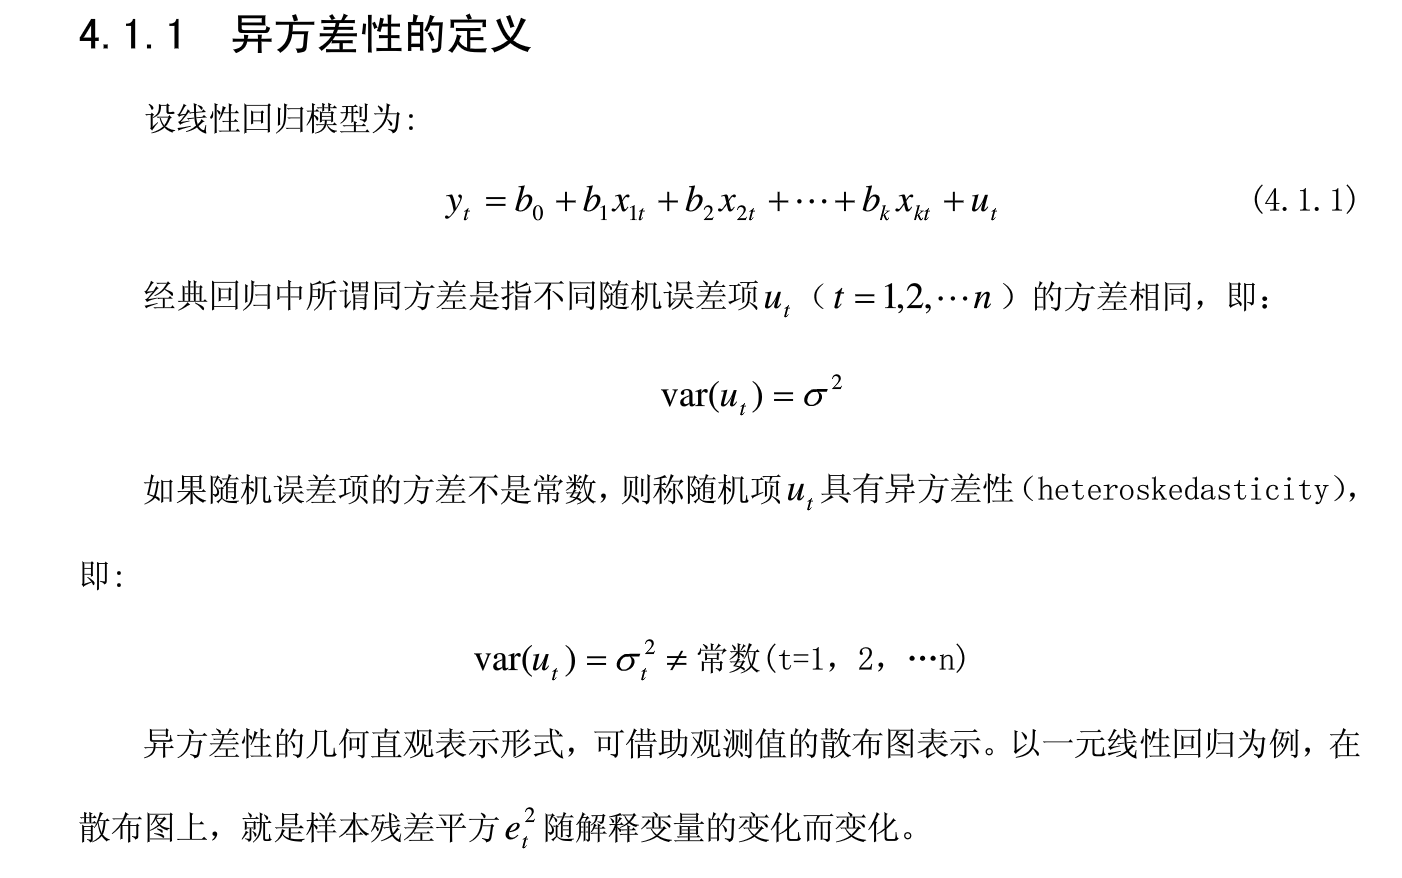 4.1.1 异方差性的定义
设线性回归模型为:
y_t = b_0 + b_1 x_{1t} + b_2 x_{2t} + ⋯ + b_k x_{kt} + u_t (4.1.1)
经典回归中所谓同方差是指不同随机误差项 u_t（t = 1,2,⋯n）的方差相同，即：
var(u_t) = σ^2
如果随机误差项的方差不是常数，则称随机项 u_t 具有异方差性（heteroskedasticity），
即:
var(u_t) = σ_t^2 ≠ 常数(t=1，2，⋯n)
异方差性的几何直观表示形式，可借助观测值的散布图表示。以一元线性回归为例，在
散布图上，就是样本残差平方 e_t^2 随解释变量的变化而变化。